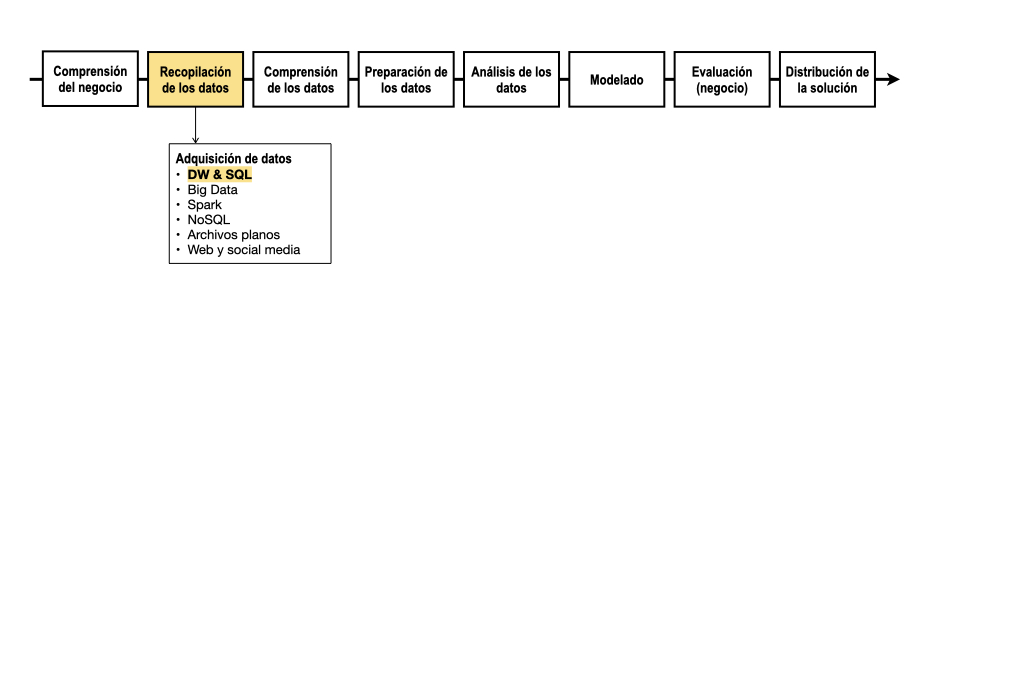 Comprensión
del negocio
Recopilación
de los datos
Comprensión
de los datos
Preparación de
los datos
Análisis de los
datos
Modelado
Evaluación
(negocio)
Distribución de
la solución
Adquisición de datos
• DW & SQL
• Big Data
• Spark
• NoSQL
• Archivos planos
• Web y social media